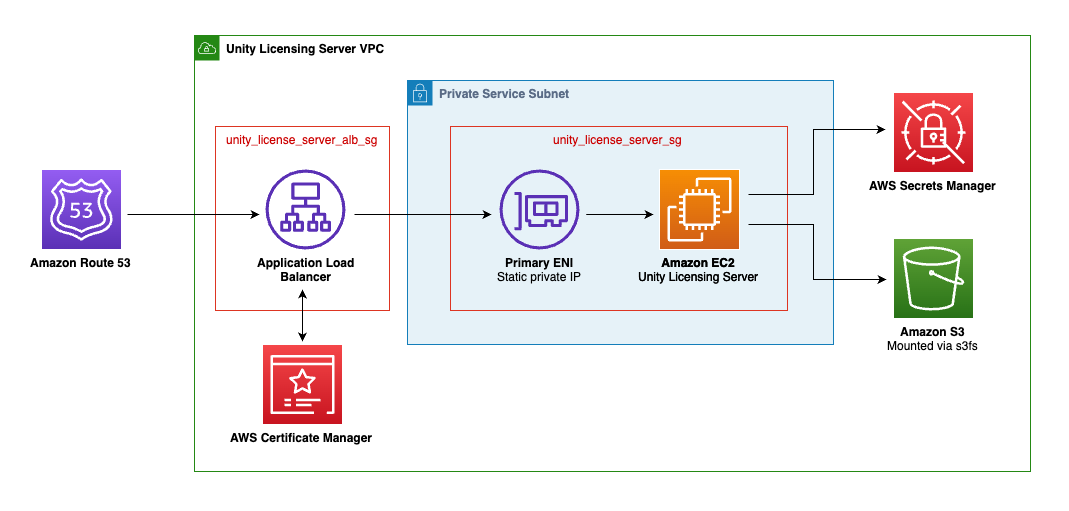 Unity Licensing Server VPC
Private Service Subnet
unity_license_server_alb_sg
unity_license_server_sg
53
Amazon Route 53
Application Load
Balancer
Primary ENI
Static private IP
Amazon EC2
Unity Licensing Server
AWS Secrets Manager
Amazon S3
Mounted via s3fs
AWS Certificate Manager